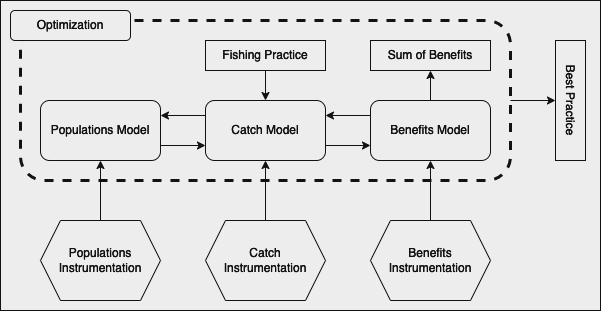 Optimization
Fishing Practice
Sum of Benefits
Best Practice
Populations Model
Catch Model
Benefits Model
Populations
Instrumentation
Catch
Instrumentation
Benefits
Instrumentation